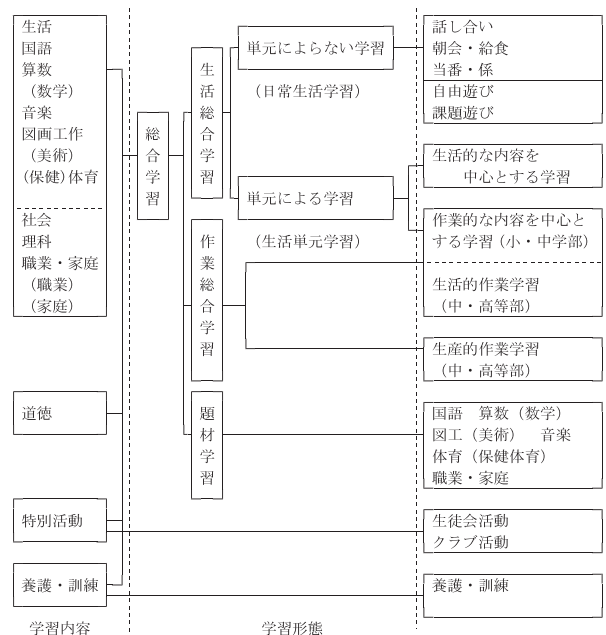 生活
国語
算数
（数学）
音楽
図画工作
（美術）
（保健）体育
社会
理科
職業・家庭
（職業）
（家庭）
道徳
特別活動
養護・訓練
学習内容
総合学習
生活総合学習
作業総合学習
題材学習
単元によらない学習
（日常生活学習）
単元による学習
（生活単元学習）
学習形態
話し合い
朝会・給食
当番・係
自由遊び
課題遊び
生活的な内容を
中心とする学習
作業的な内容を中心と
する学習（小・中学部）
生活的作業学習
（中・高等部）
生産的作業学習
（中・高等部）
国語　算数（数学）
図工（美術）　音楽
体育（保健体育）
職業・家庭
生徒会活動
クラブ活動
養護・訓練